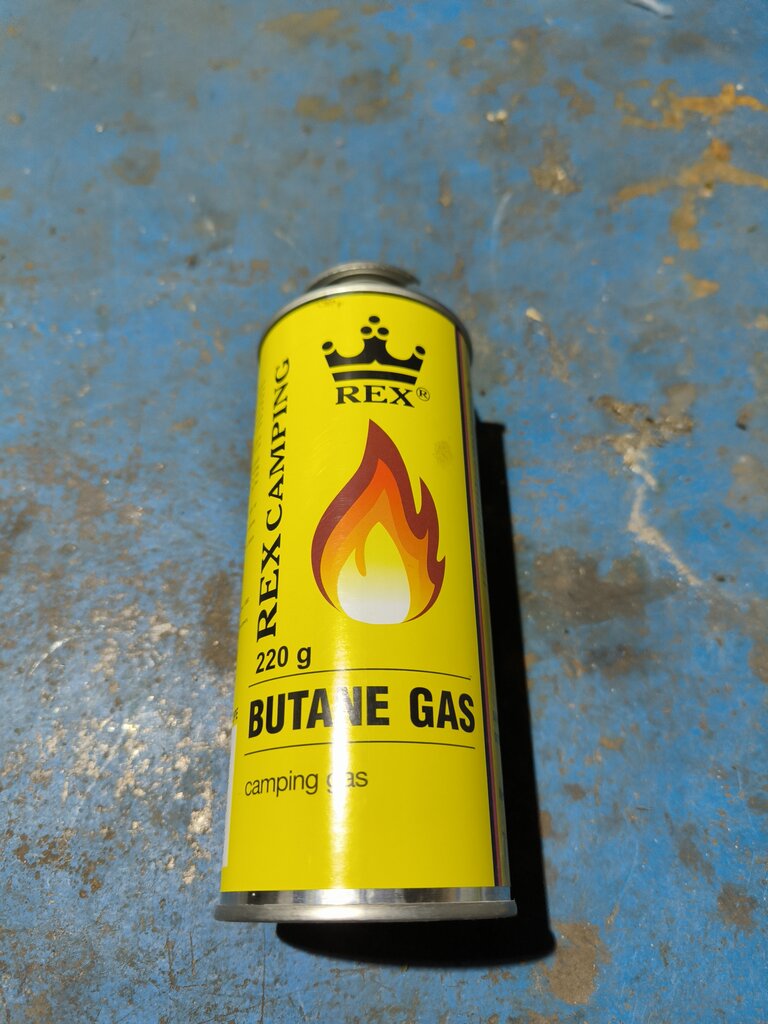 REX®
REX CAMPING
220 g
BUTANE GAS
camping gas